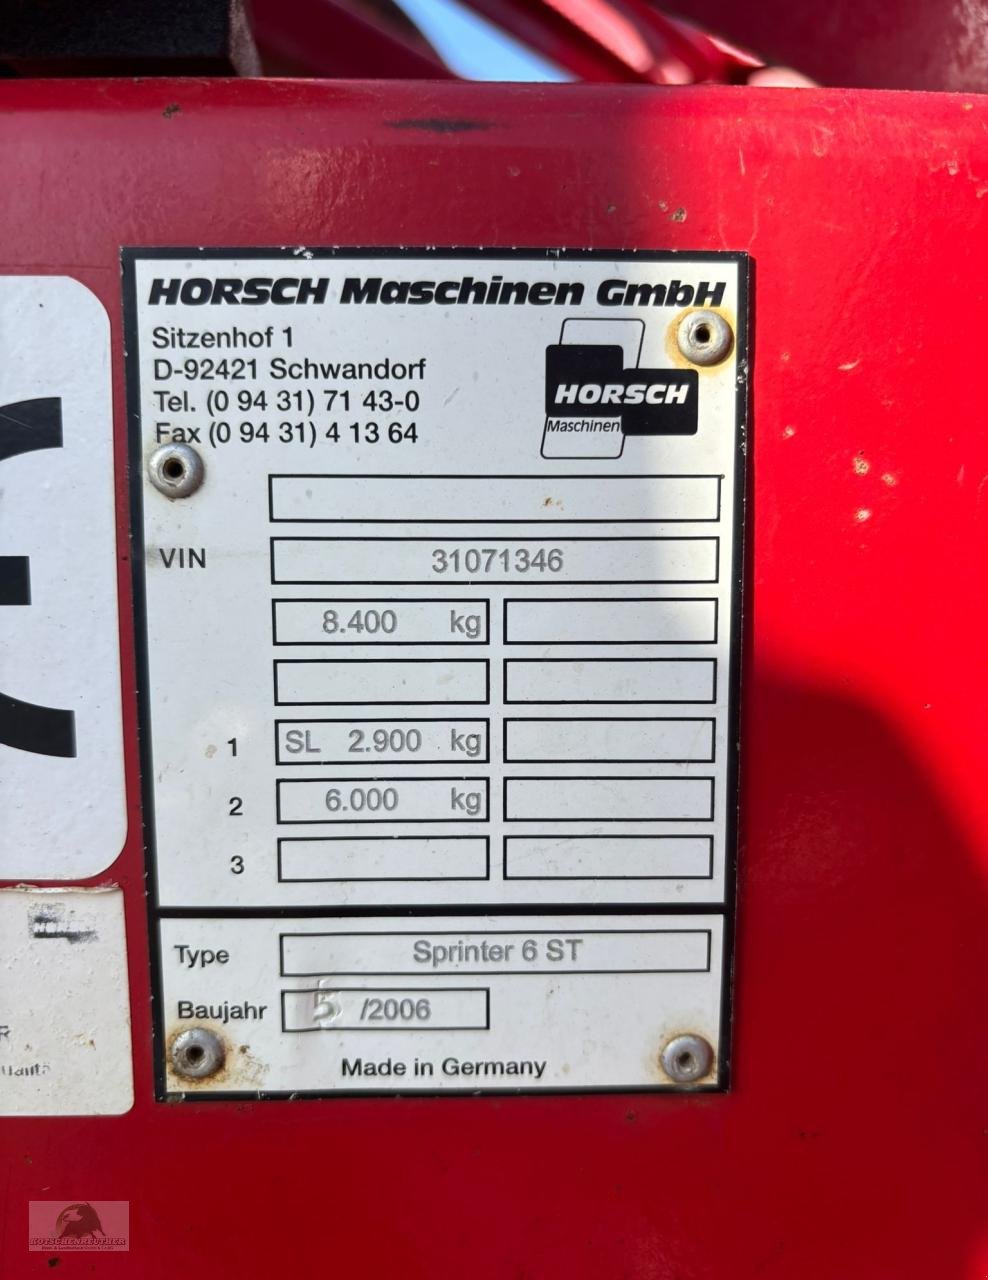 HORSCH Maschinen GmbH
Sitzenhof 1
D-92421 Schwandorf
Tel. (0 94 31) 71 43-0
Fax (0 94 31) 4 13 64
HORSCH
Maschinen
VIN 31071346
8.400 kg
1 SL 2.900 kg
2 6.000 kg
3
Type Sprinter 6 ST
Baujahr 5 /2006
Made in Germany
CE
R
ROTSCHENREUTHER